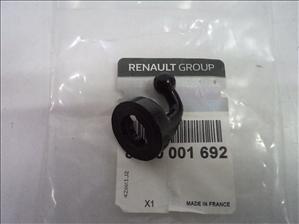 RENAULT GROUP
001 692
X1
MADE IN FRANCE